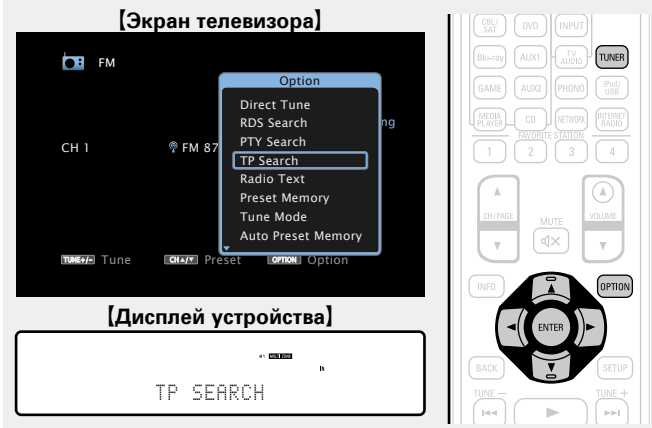 【Экран телевизора】
FM
Option
Direct Tune
RDS Search
ng
PTY Search
CH 1
FM 87
TP Search
Radio Text
Preset Memory
Tune Mode
Auto Preset Memory
TUNE+/- Tune
CH▲/▼ Preset
OPTION Option
【Дисплей устройства】
TP SEARCH
CBL/SAT
DVD
INPUT
Blu-ray
AUX1
TV AUDIO
TUNER
GAME
AUX2
PHONO
iPod/USB
MEDIA PLAYER
CD
NETWORK
INTERNET RADIO
FAVORITE STATION
1
2
3
4
CH/PAGE
MUTE
VOLUME
INFO
OPTION
ENTER
BACK
SETUP
TUNE −
TUNE +